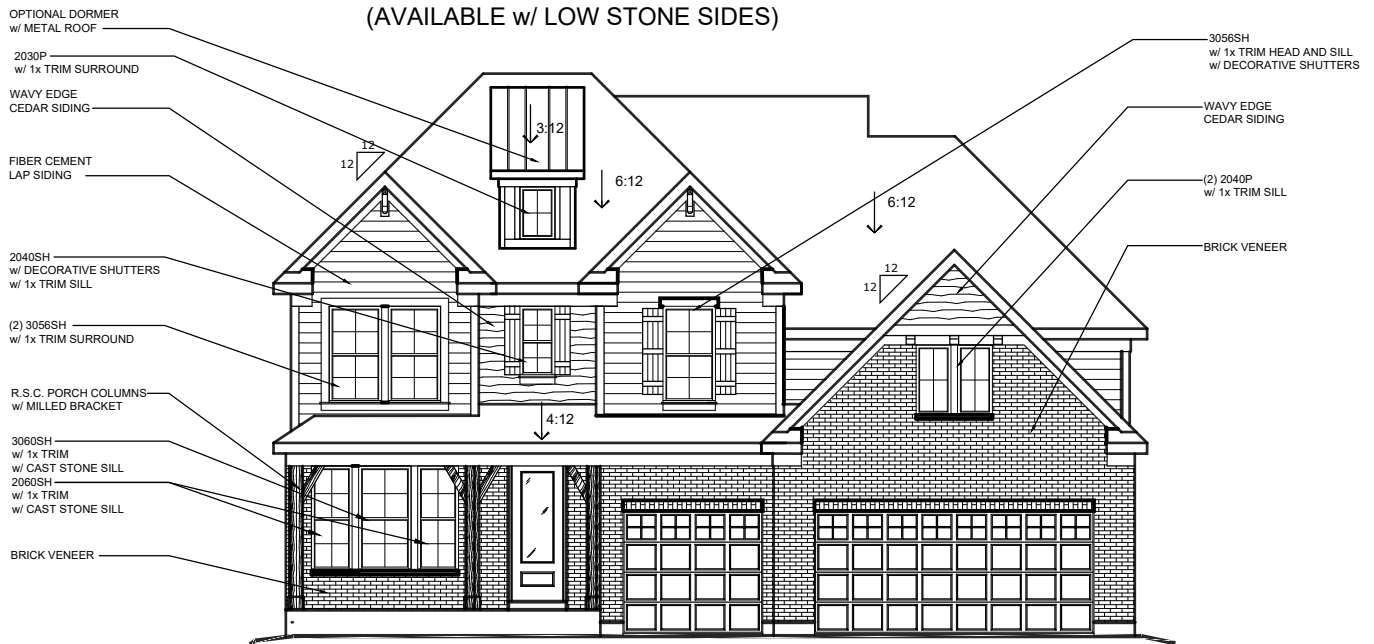 (AVAILABLE w/ LOW STONE SIDES)
OPTIONAL DORMER
w/ METAL ROOF
2030P
w/ 1x TRIM SURROUND
WAVY EDGE
CEDAR SIDING
FIBER CEMENT
LAP SIDING
2040SH
w/ DECORATIVE SHUTTERS
w/ 1x TRIM SILL
(2) 3056SH
w/ 1x TRIM SURROUND
R.S.C. PORCH COLUMNS
w/ MILLED BRACKET
3060SH
w/ 1x TRIM
w/ CAST STONE SILL
2060SH
w/ 1x TRIM
w/ CAST STONE SILL
BRICK VENEER
12
12
3:12
6:12
4:12
6:12
12
12
3056SH
w/ 1x TRIM HEAD AND SILL
w/ DECORATIVE SHUTTERS
WAVY EDGE
CEDAR SIDING
(2) 2040P
w/ 1x TRIM SILL
BRICK VENEER